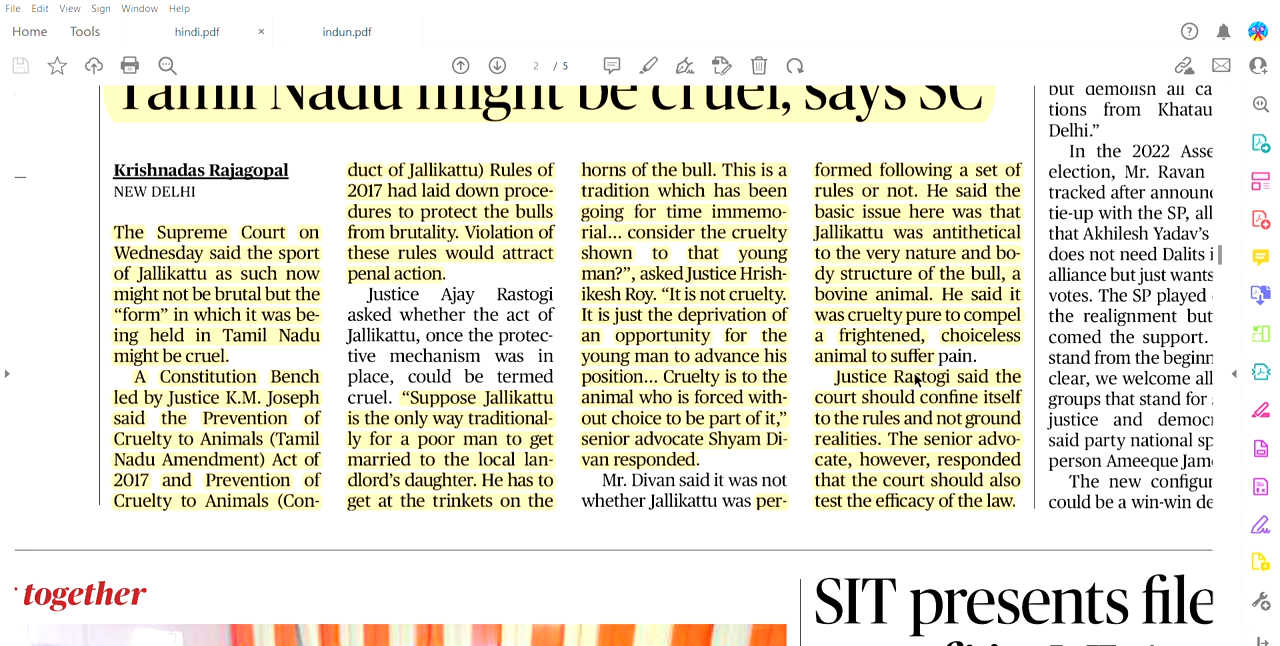 File Edit View Sign Window Help
Home Tools hindi.pdf × indun.pdf
2 / 5
Tamil Nadu might be cruel, says SC
Krishnadas Rajagopal
NEW DELHI
The Supreme Court on
Wednesday said the sport
of Jallikattu as such now
might not be brutal but the
“form” in which it was be-
ing held in Tamil Nadu
might be cruel.
A Constitution Bench
led by Justice K.M. Joseph
said the Prevention of
Cruelty to Animals (Tamil
Nadu Amendment) Act of
2017 and Prevention of
Cruelty to Animals (Con-
duct of Jallikattu) Rules of
2017 had laid down proce-
dures to protect the bulls
from brutality. Violation of
these rules would attract
penal action.
Justice Ajay Rastogi
asked whether the act of
Jallikattu, once the protec-
tive mechanism was in
place, could be termed
cruel. “Suppose Jallikattu
is the only way traditional-
ly for a poor man to get
married to the local lan-
dlord’s daughter. He has to
get at the trinkets on the
horns of the bull. This is a
tradition which has been
going for time immemo-
rial... consider the cruelty
shown to that young
man?”, asked Justice Hrish-
ikesh Roy. “It is not cruelty.
It is just the deprivation of
an opportunity for the
young man to advance his
position... Cruelty is to the
animal who is forced with-
out choice to be part of it,”
senior advocate Shyam Di-
van responded.
Mr. Divan said it was not
whether Jallikattu was per-
formed following a set of
rules or not. He said the
basic issue here was that
Jallikattu was antithetical
to the very nature and bo-
dy structure of the bull, a
bovine animal. He said it
was cruelty pure to compel
a frightened, choiceless
animal to suffer pain.
Justice Rastogi said the
court should confine itself
to the rules and not ground
realities. The senior advo-
cate, however, responded
that the court should also
test the efficacy of the law.
but demolish all ca
tions from Khatau
Delhi.”
In the 2022 Asse
election, Mr. Ravan
tracked after announc
tie-up with the SP, all
that Akhilesh Yadav’s
does not need Dalits i
alliance but just wants
votes. The SP played
the realignment but
comed the support.
stand from the beginn
clear, we welcome all
groups that stand for
justice and democr
said party national sp
person Ameeque Jam
The new configur
could be a win-win de
together
SIT presents file